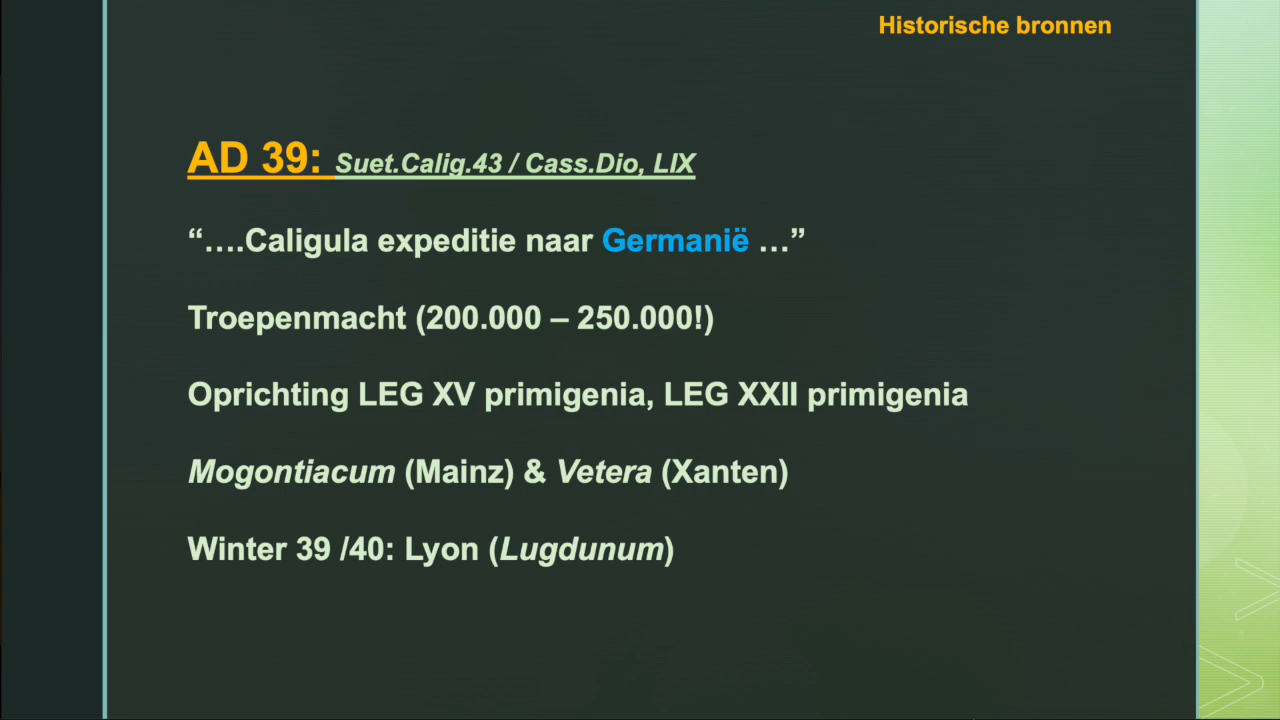 Historische bronnen
AD 39: Suet.Calig.43 / Cass.Dio, LIX
“….Caligula expeditie naar Germanië …”
Troepenmacht (200.000 – 250.000!)
Oprichting LEG XV primigenia, LEG XXII primigenia
Mogontiacum (Mainz) & Vetera (Xanten)
Winter 39 /40: Lyon (Lugdunum)